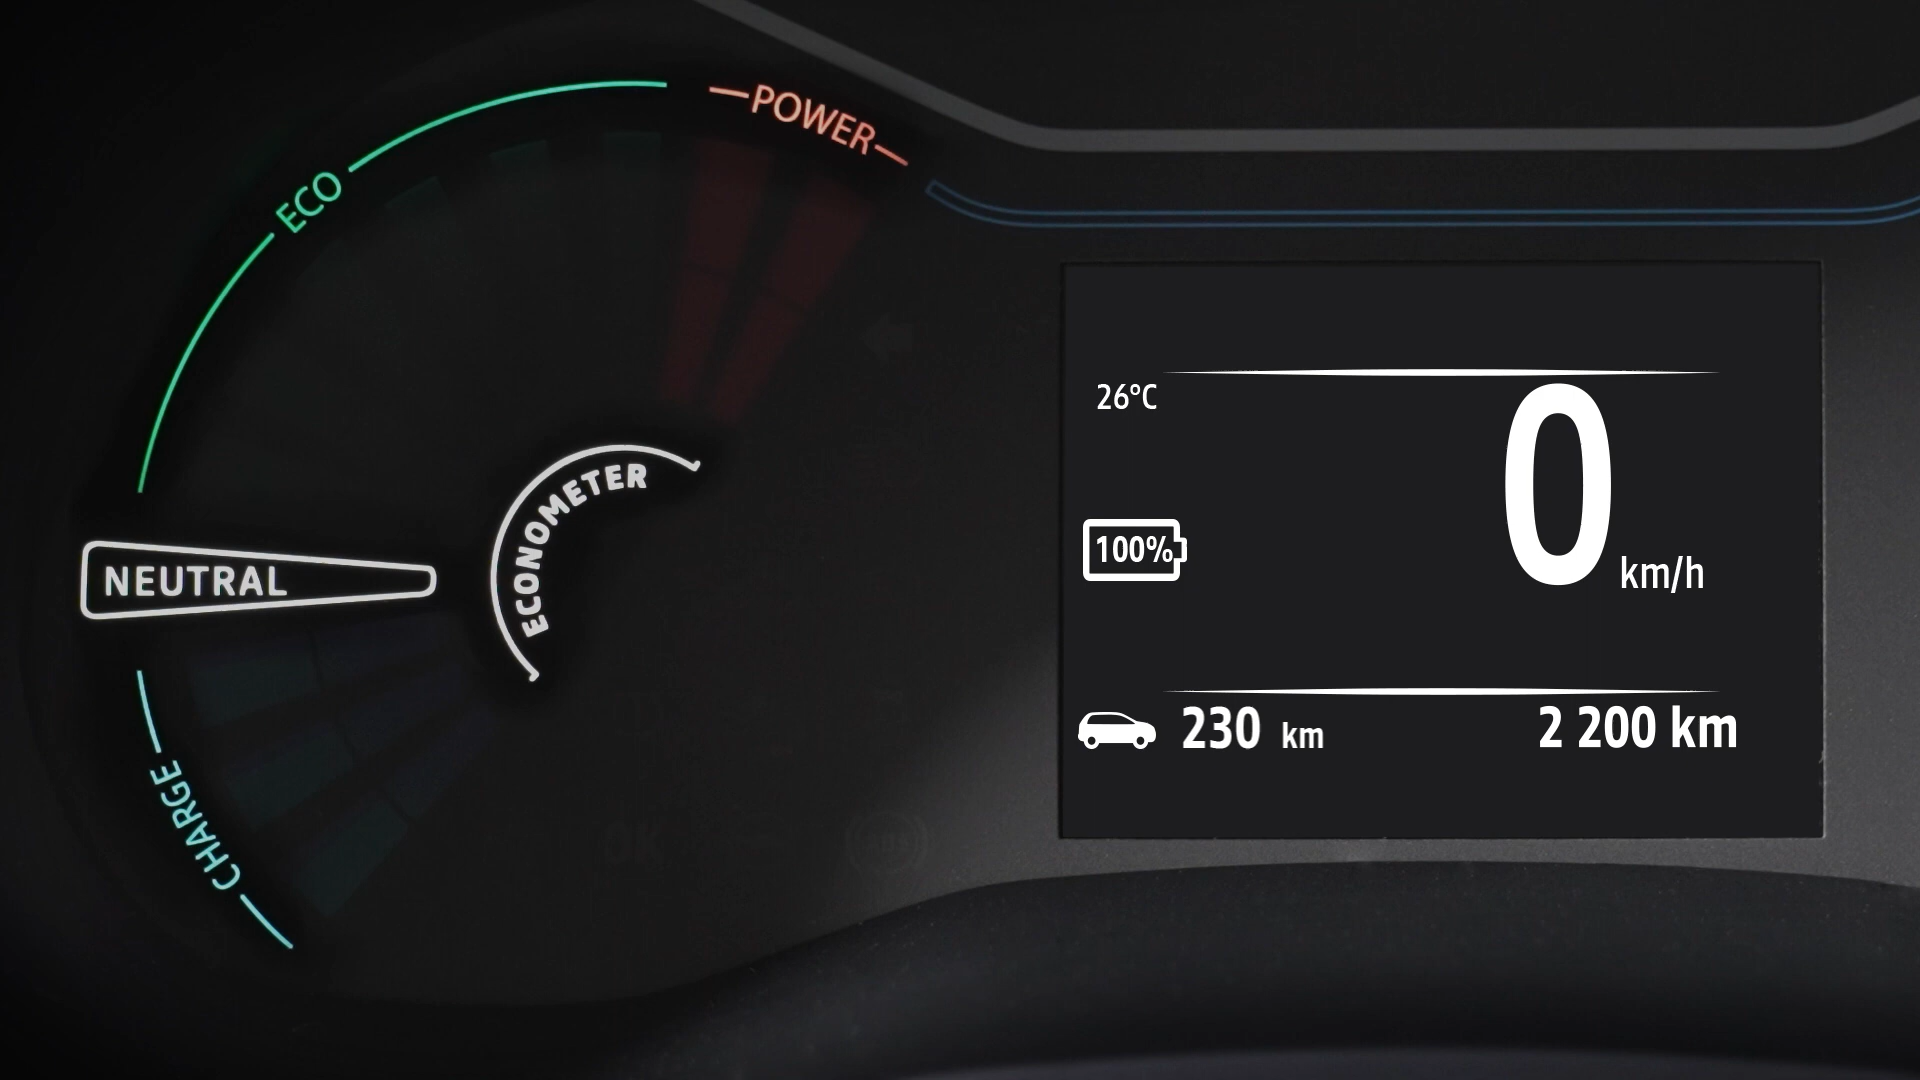 POWER
ECO
26°C
0 km/h
ECONOMETER
100%
NEUTRAL
230 km
2 200 km
CHARGE